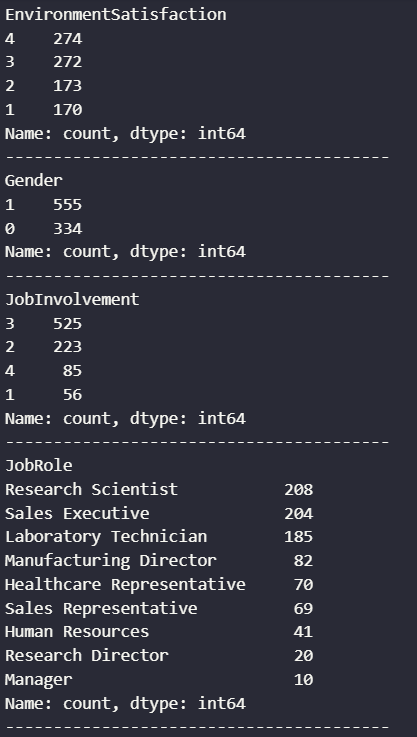 EnvironmentSatisfaction
4    274
3    272
2    173
1    170
Name: count, dtype: int64
----------------------------------------
Gender
1    555
0    334
Name: count, dtype: int64
----------------------------------------
JobInvolvement
3    525
2    223
4     85
1     56
Name: count, dtype: int64
----------------------------------------
JobRole
Research Scientist           208
Sales Executive              204
Laboratory Technician        185
Manufacturing Director        82
Healthcare Representative     70
Sales Representative          69
Human Resources               41
Research Director             20
Manager                       10
Name: count, dtype: int64
----------------------------------------